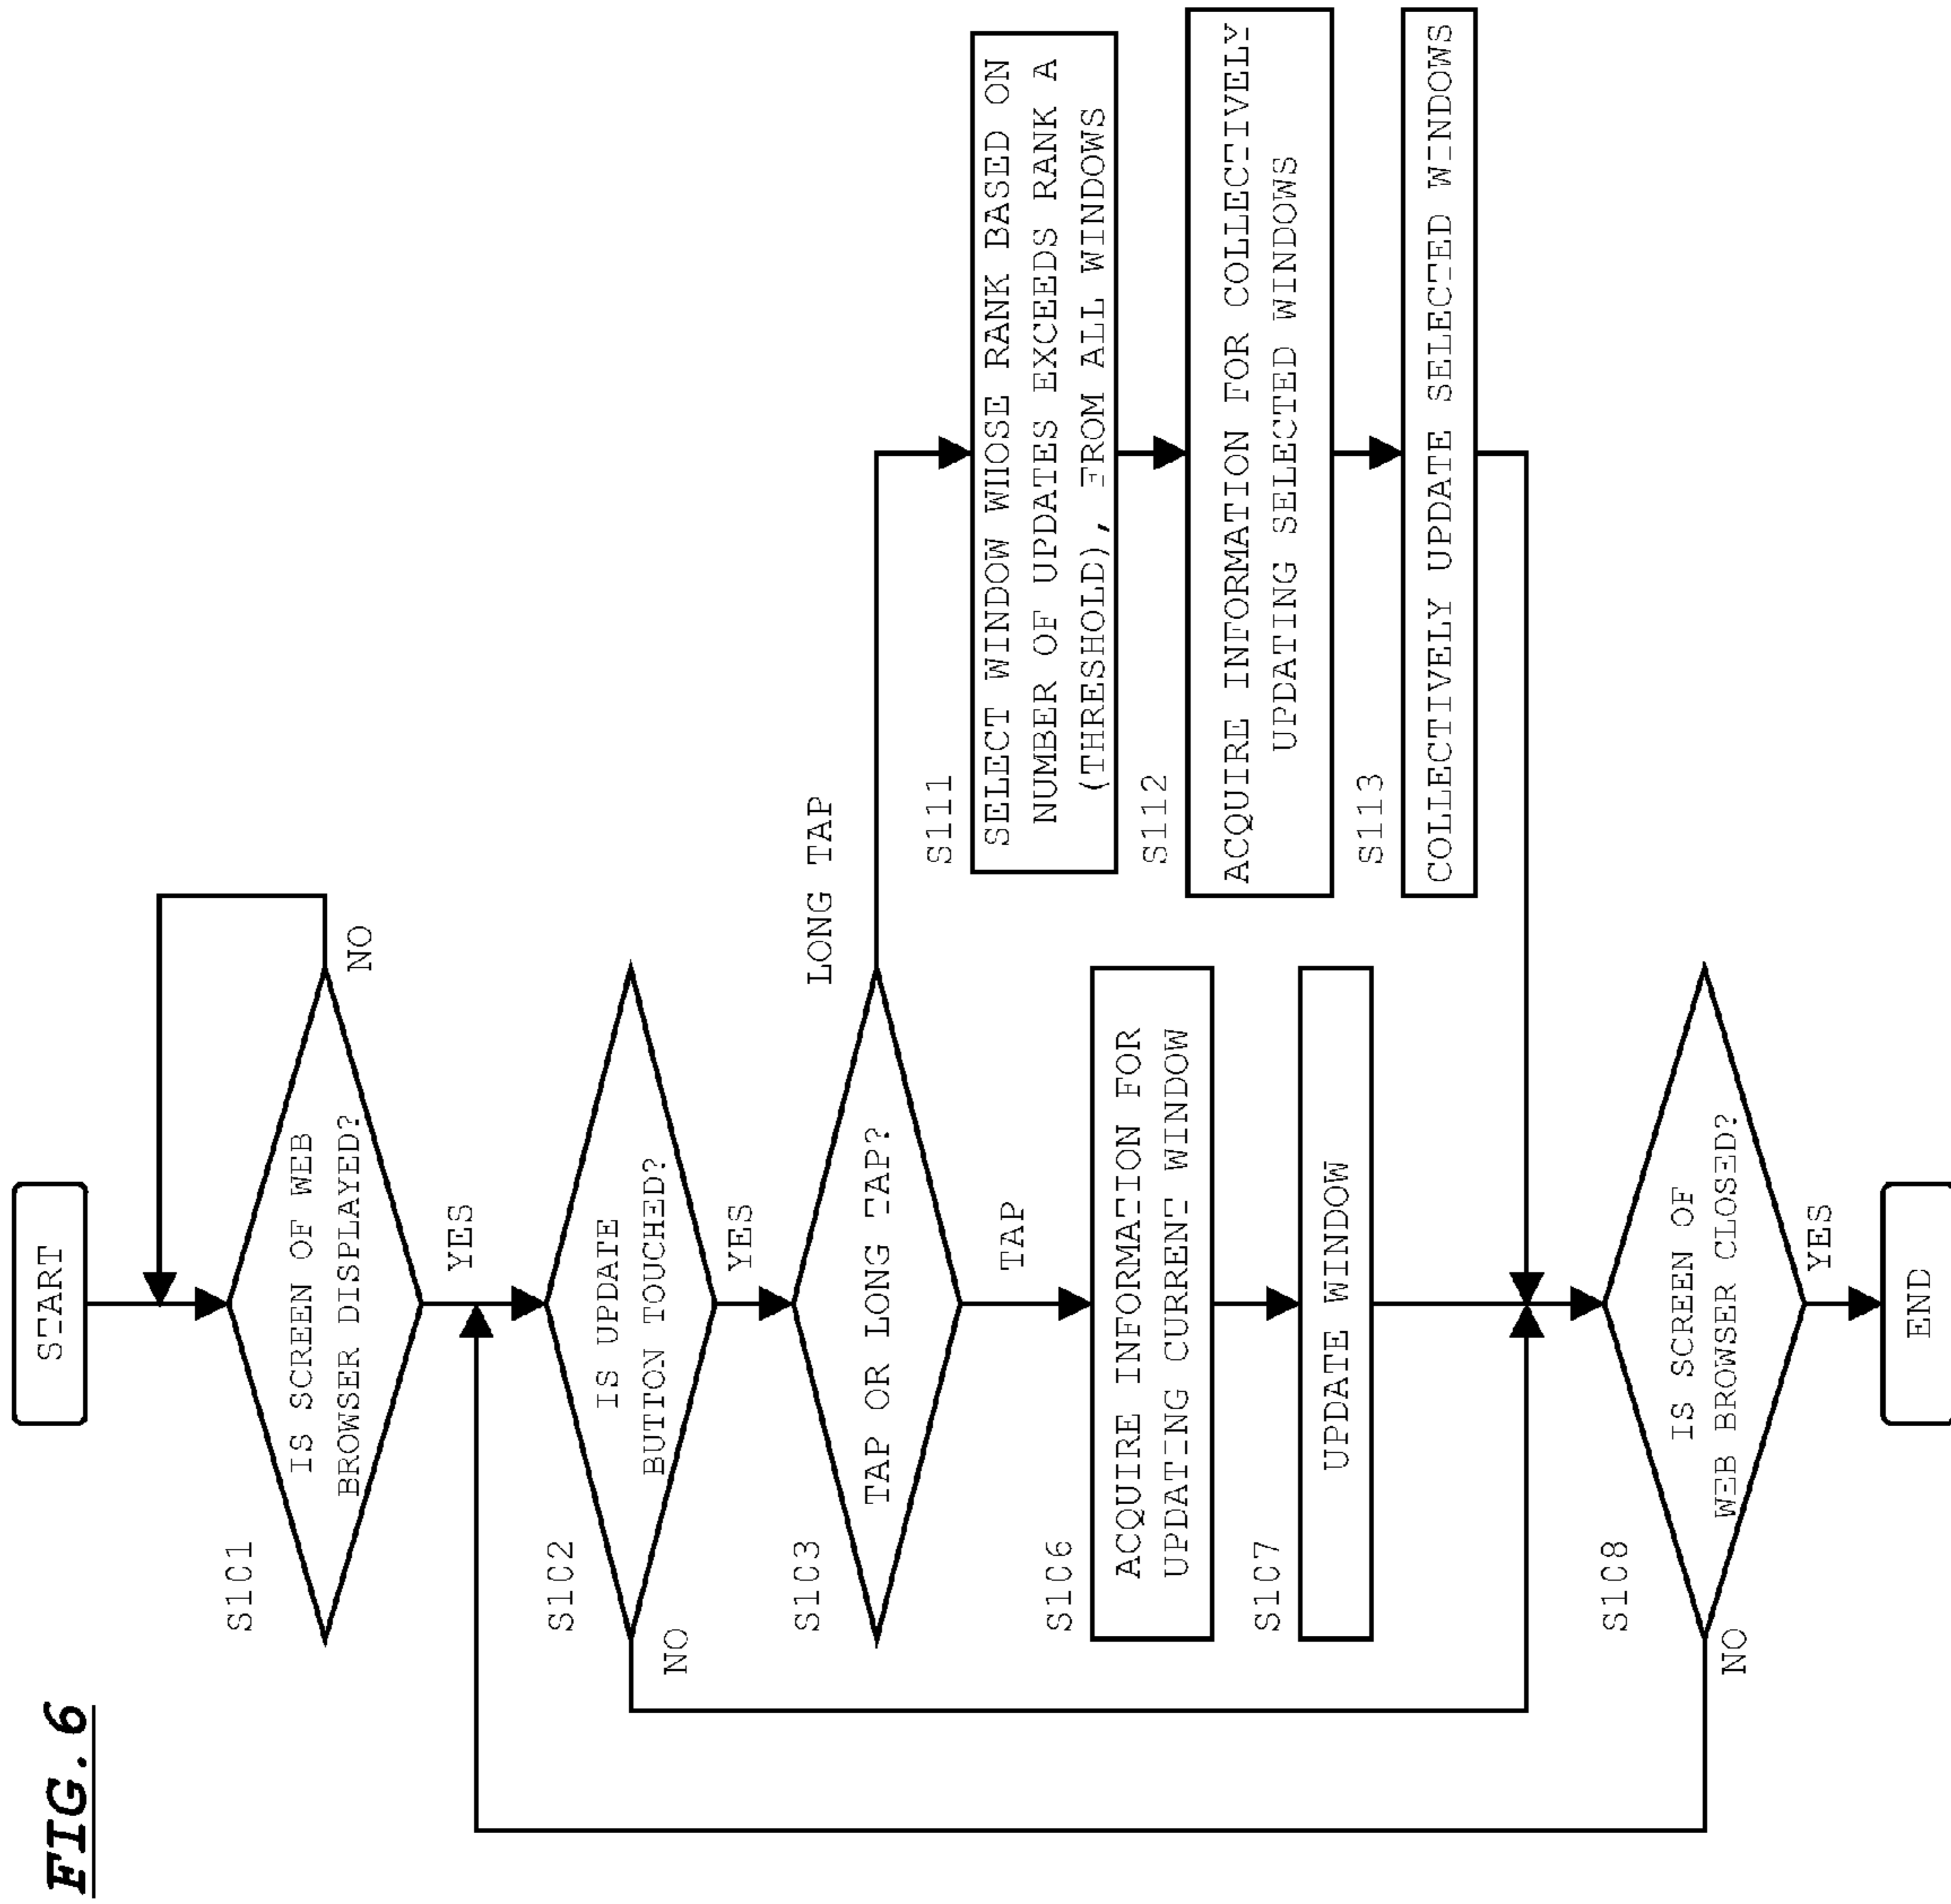 FIG. 6
START
S101
IS SCREEN OF WEB
BROWSER DISPLAYED?
NO
YES
S102
IS UPDATE
BUTTON TOUCHED?
NO
YES
S103
TAP OR LONG TAP?
LONG TAP
TAP
S106
ACQUIRE INFORMATION FOR
UPDATING CURRENT WINDOW
S107
UPDATE WINDOW
S111
SELECT WINDOW WHOSE RANK BASED ON
NUMBER OF UPDATES EXCEEDS RANK A
(THRESHOLD), FROM ALL WINDOWS
S112
ACQUIRE INFORMATION FOR COLLECTIVELY
UPDATING SELECTED WINDOWS
S113
COLLECTIVELY UPDATE SELECTED WINDOWS
S108
IS SCREEN OF
WEB BROWSER CLOSED?
NO
YES
END